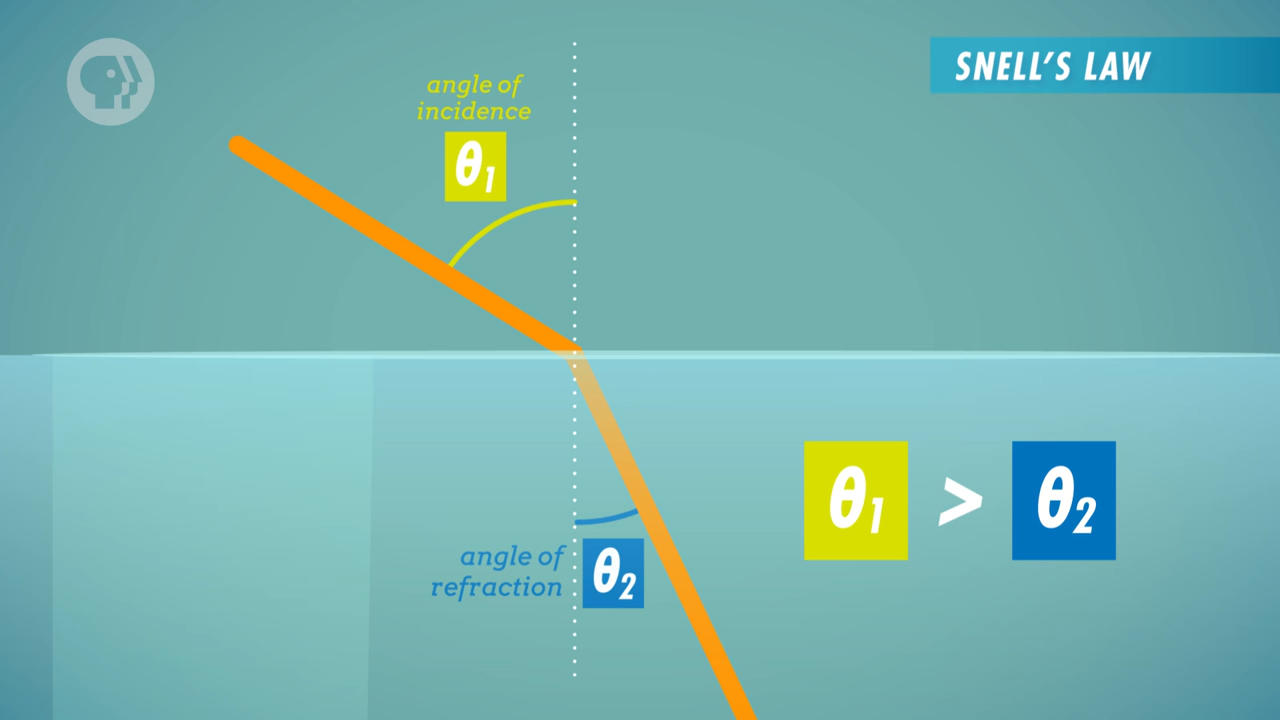 SNELL'S LAW
angle of
incidence
θ1
angle of
refraction
θ2
θ1 > θ2